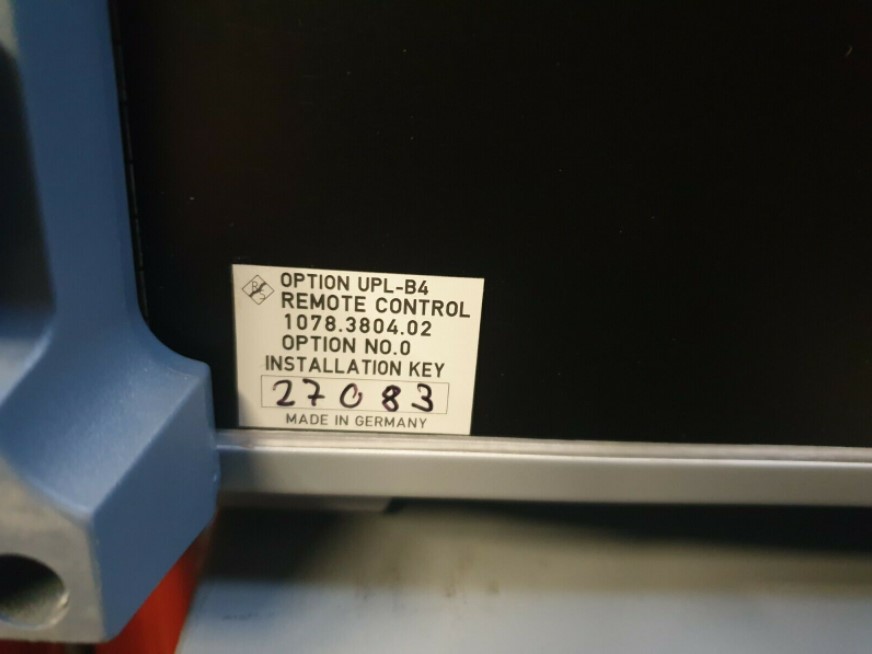 R&S
OPTION UPL-B4
REMOTE CONTROL
1078.3804.02
OPTION NO.0
INSTALLATION KEY
27083
MADE IN GERMANY